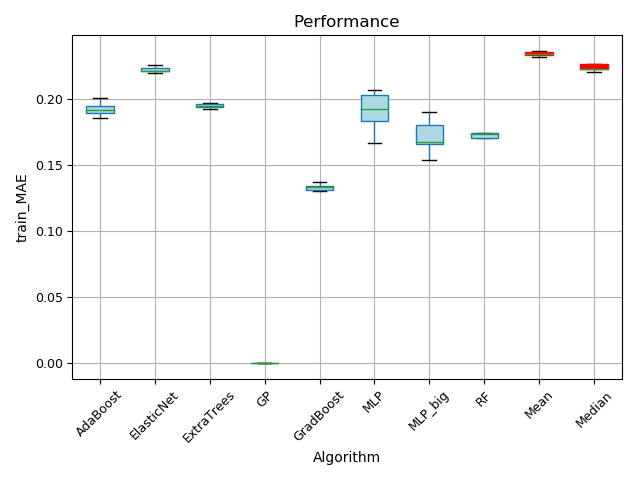 Performance
train_MAE
0.20
0.15
0.10
0.05
0.00
AdaBoost
ElasticNet
ExtraTrees
GP
GradBoost
MLP
MLP_big
RF
Mean
Median
Algorithm